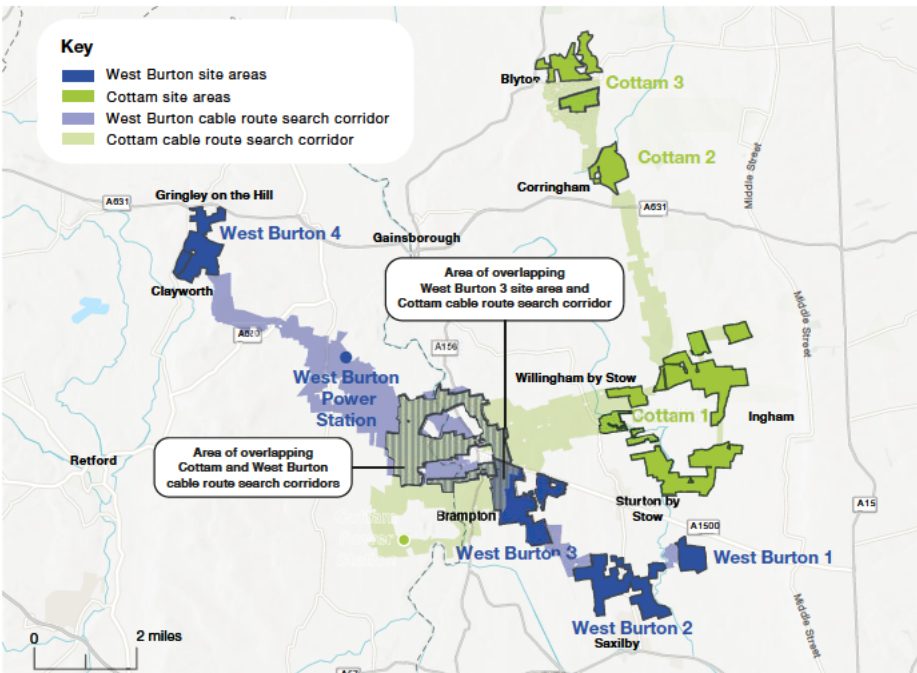 Key
West Burton site areas
Cottam site areas
West Burton cable route search corridor
Cottam cable route search corridor
Blyton
Cottam 3
Cottam 2
Corringham
Middle Street
A631
Gringley on the Hill
A631
West Burton 4
Gainsborough
Clayworth
Area of overlapping
West Burton 3 site area and
Cottam cable route search corridor
Middle Street
A620
A156
West Burton
Power
Station
Willingham by Stow
Cottam 1
Ingham
Retford
Area of overlapping
Cottam and West Burton
cable route search corridors
Sturton by
Stow
A15
Brampton
A1500
West Burton 3
West Burton 1
West Burton 2
Saxilby
Middle Street
0
2 miles